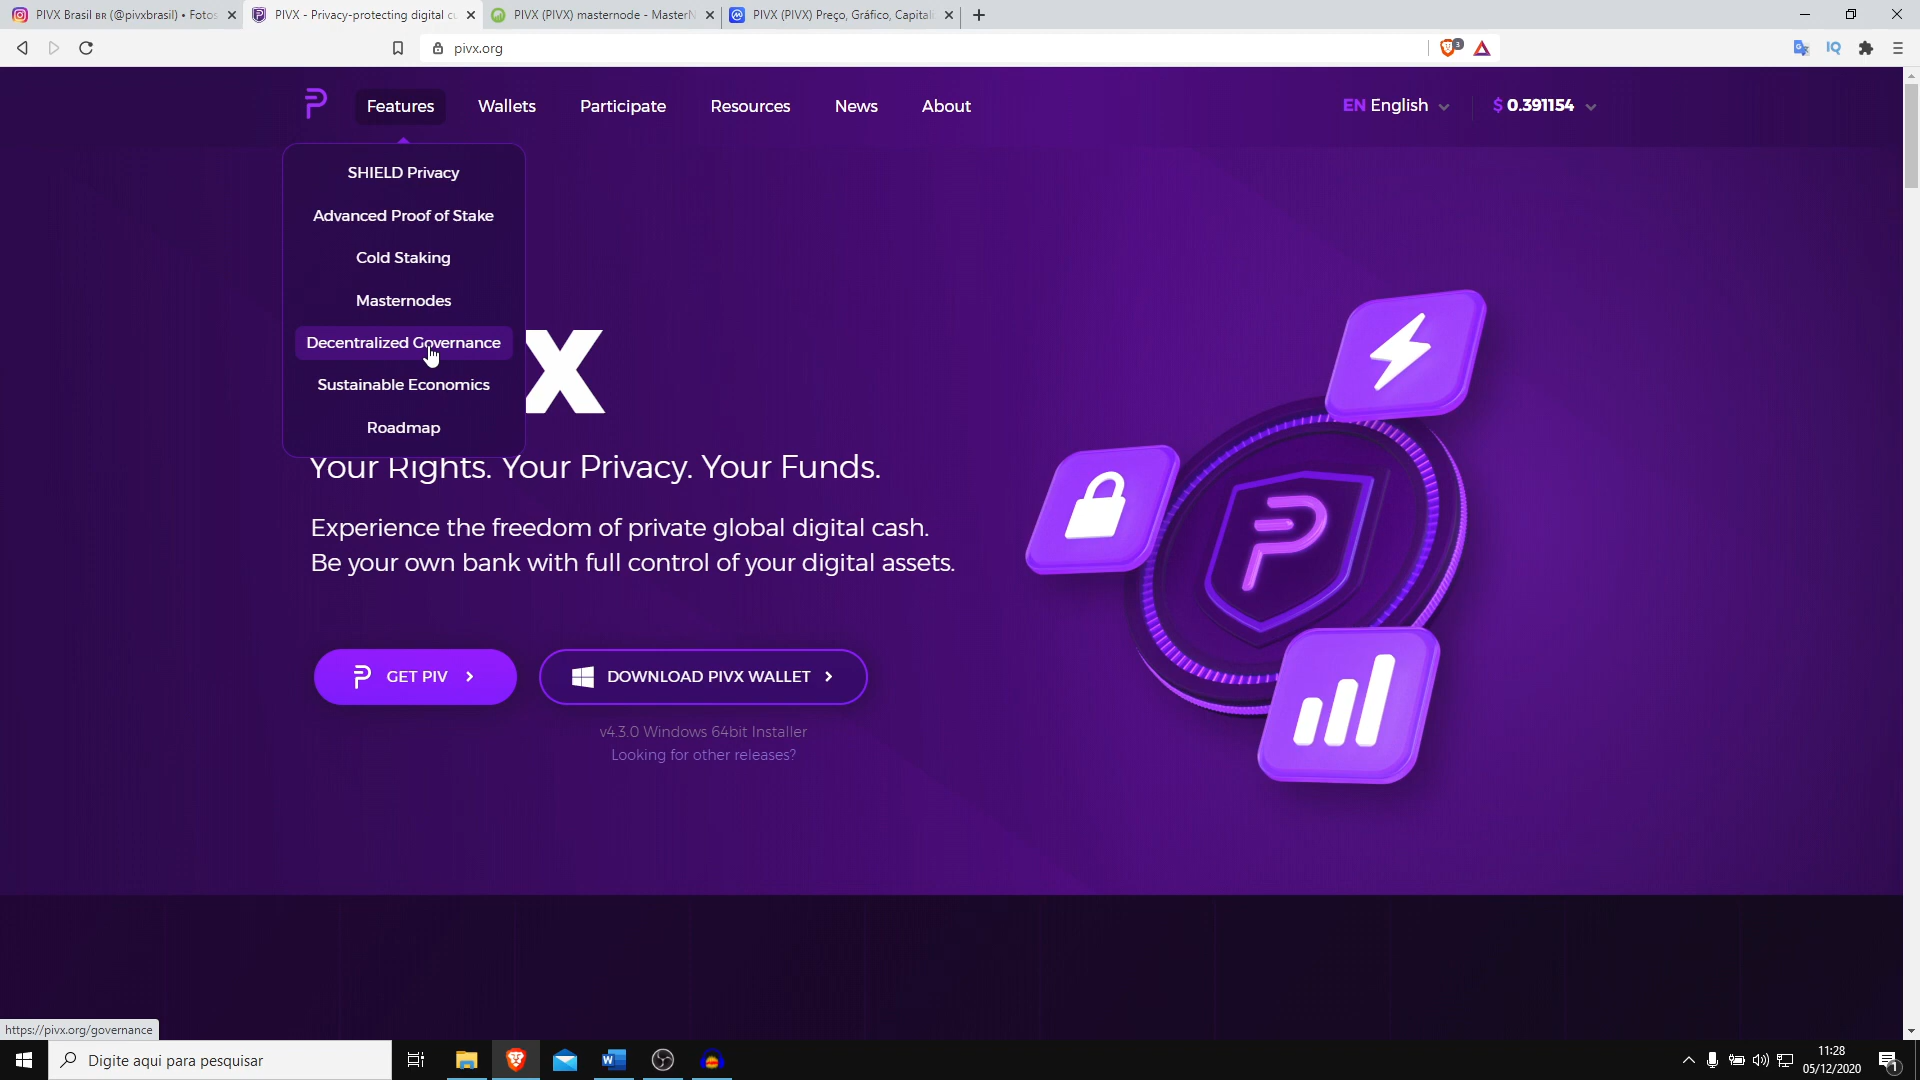 PIVX Brasil BR (@pivxbrasil) • Fotos
PIVX - Privacy-protecting digital cu
PIVX (PIVX) masternode - MasterN
PIVX (PIVX) Preço, Gráfico, Capitali
pivx.org
3
Features
Wallets
Participate
Resources
News
About
EN English
$ 0.391154
SHIELD Privacy
Advanced Proof of Stake
Cold Staking
Masternodes
Decentralized Governance
Sustainable Economics
Roadmap
X
Your Rights. Your Privacy. Your Funds.
Experience the freedom of private global digital cash.
Be your own bank with full control of your digital assets.
GET PIV
DOWNLOAD PIVX WALLET
v4.3.0 Windows 64bit Installer
Looking for other releases?
https://pivx.org/governance
Digite aqui para pesquisar
11:28
05/12/2020
1